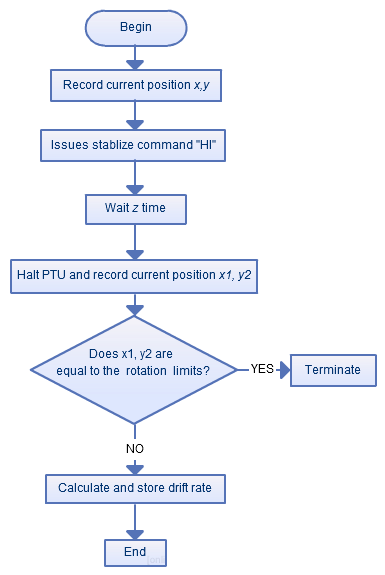 Begin
Record current position x,y
Issues stablize command "HI"
Wait z time
Halt PTU and record current position x1, y2
Does x1, y2 are
equal to the rotation limits?
YES
Terminate
NO
Calculate and store drift rate
End